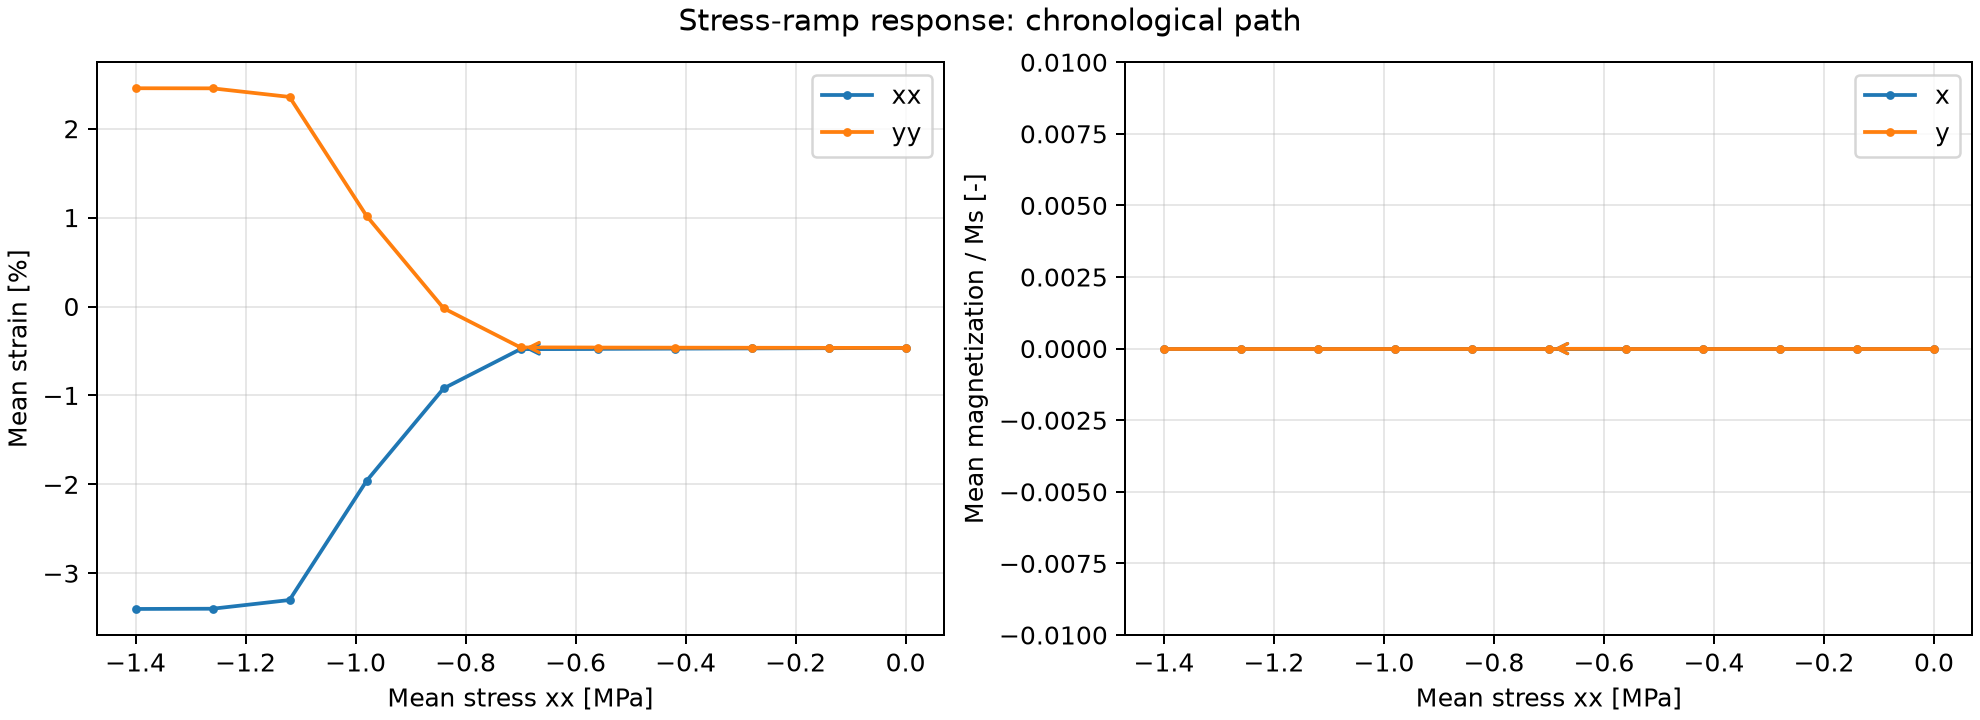 Stress-ramp response: chronological path
Mean strain [%]
2
1
0
−1
−2
−3
xx
yy
−1.4 −1.2 −1.0 −0.8 −0.6 −0.4 −0.2 0.0
Mean stress xx [MPa]
Mean magnetization / Ms [-]
0.0100
0.0075
0.0050
0.0025
0.0000
−0.0025
−0.0050
−0.0075
−0.0100
x
y
−1.4 −1.2 −1.0 −0.8 −0.6 −0.4 −0.2 0.0
Mean stress xx [MPa]